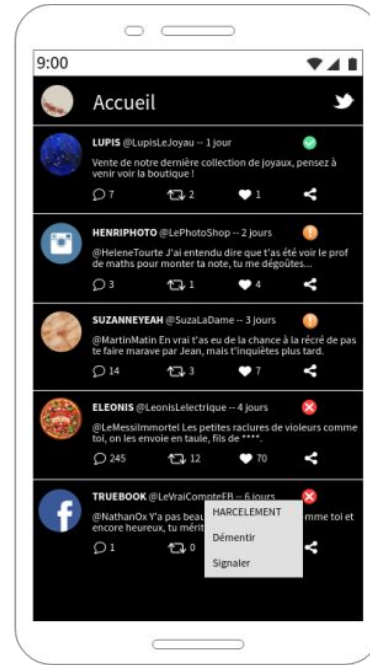 9:00
Accueil
LUPIS @LupisLeJoyau -- 1 jour
Vente de notre dernière collection de joyaux, pensez à
venir voir la boutique !
7 2 1
HENRIPHOTO @LePhotoShop -- 2 jours
@HeleneTourte J'ai entendu dire que t'as été voir le prof
de maths pour monter ta note, tu me dégoûtes...
3 1 4
SUZANNEYEAH @SuzaLaDame -- 3 jours
@MartinMatin En vrai t'as eu de la chance à la récré de pas
te faire marave par Jean, mais t'inquiètes plus tard.
14 3 7
ELEONIS @LeonisLelectrique -- 4 jours
@LeMessiImmortel Les petites raclures de violeurs comme
toi, on les envoie en taule, fils de ****.
245 12 70
TRUEBOOK @LeVraiCompteFB -- 6 jours
@NathanOx Y'a pas beau mme toi et
encore heureux, tu mérit
1 0
HARCELEMENT
Démentir
Signaler